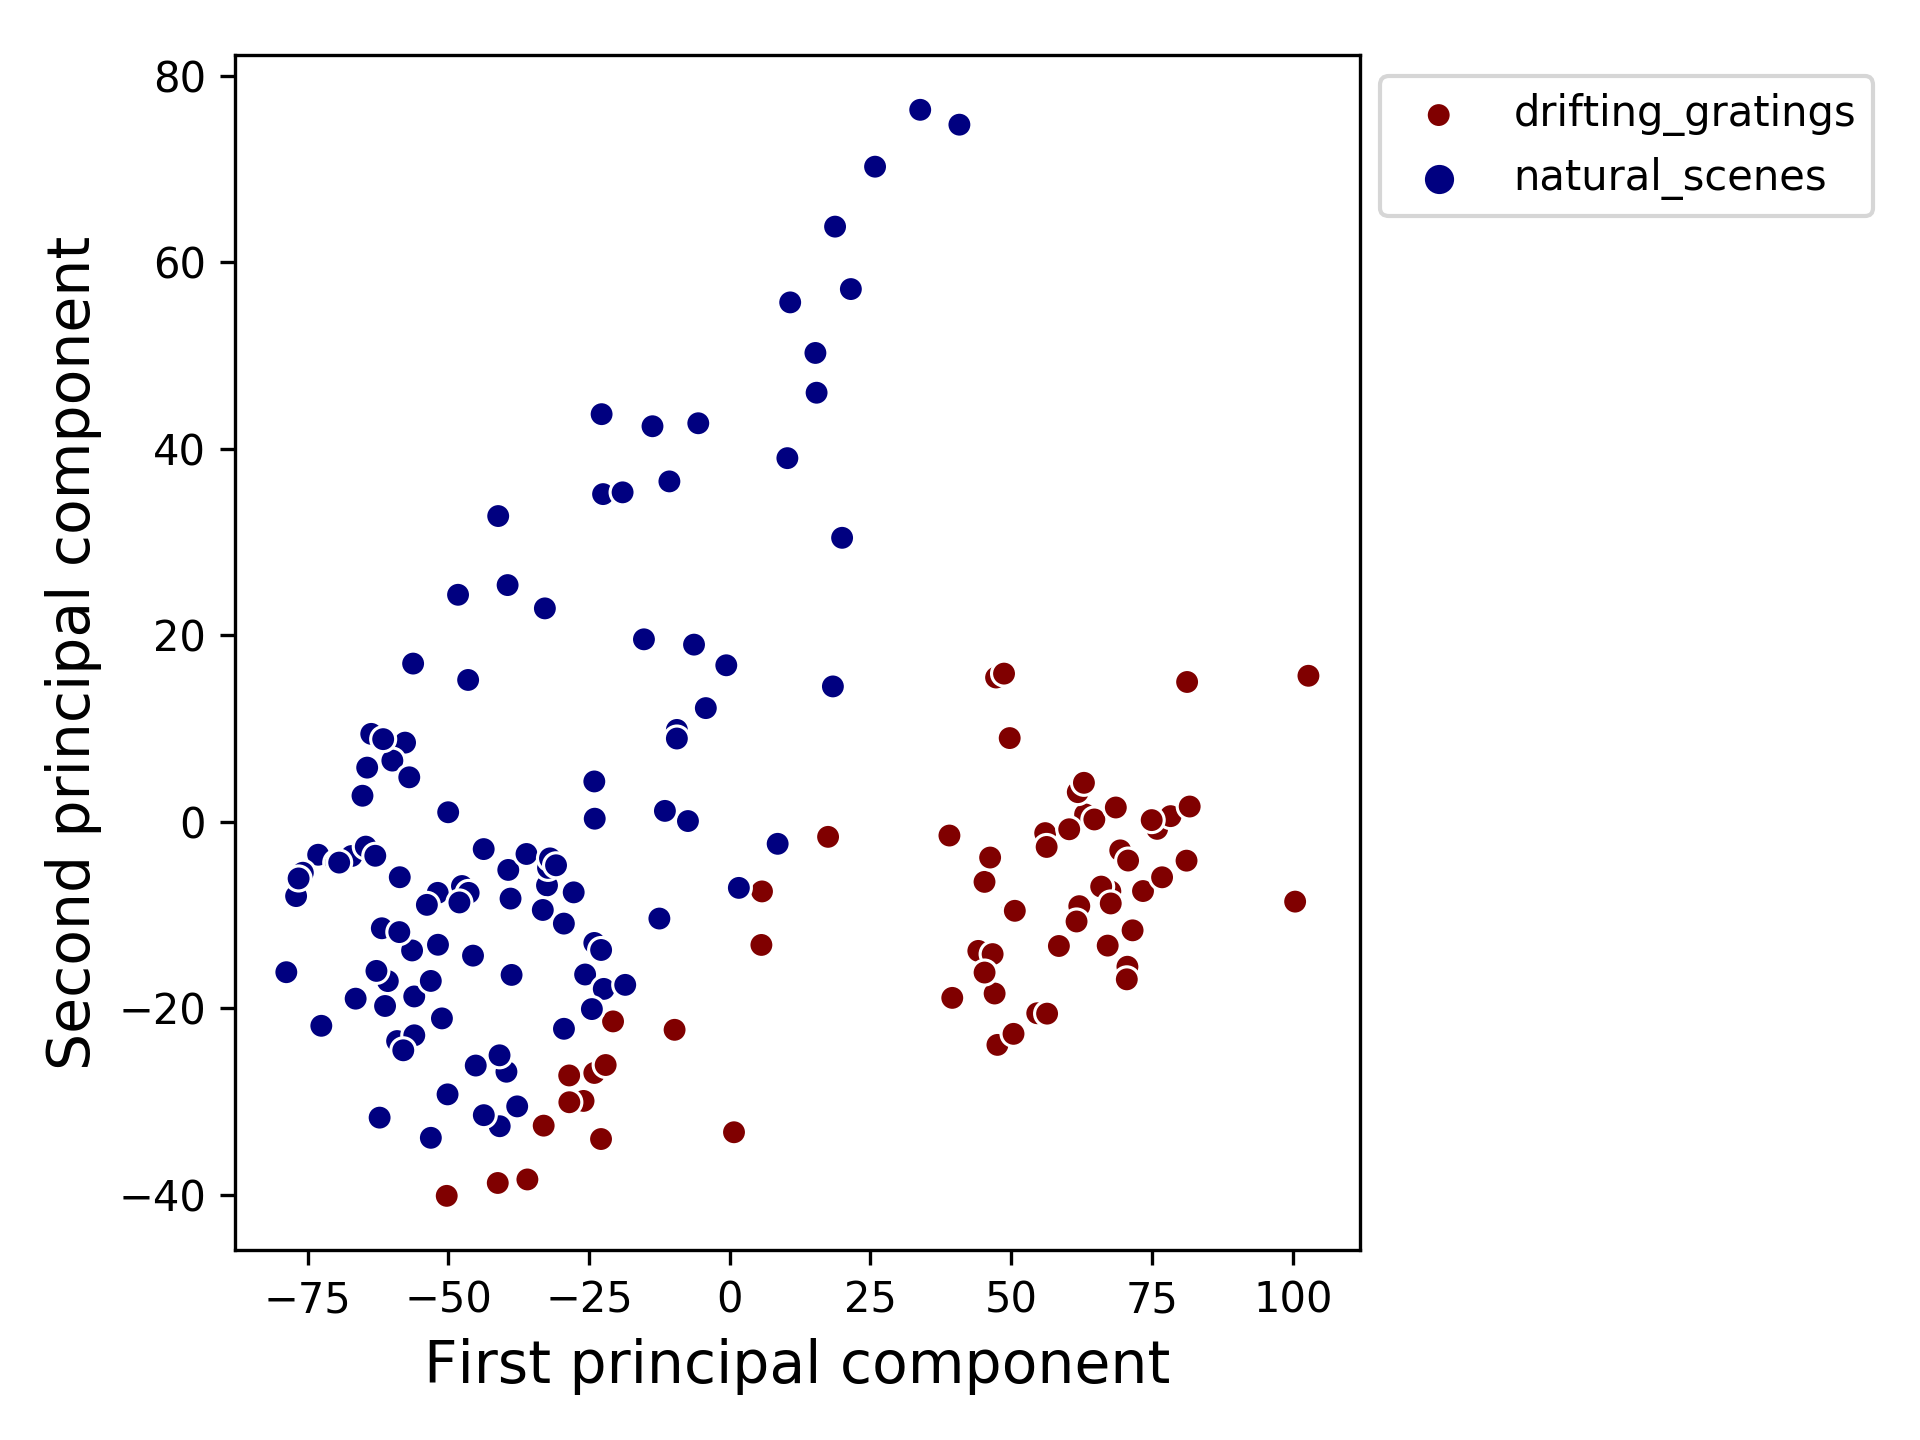 drifting_gratings
natural_scenes
80
60
40
20
0
−20
−40
Second principal component
−75 −50 −25 0 25 50 75 100
First principal component